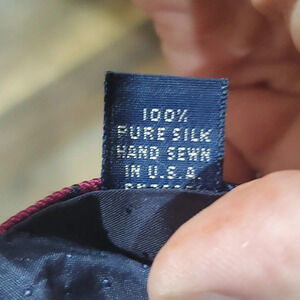 100%
PURE SILK
HAND SEWN
IN U.S.A.